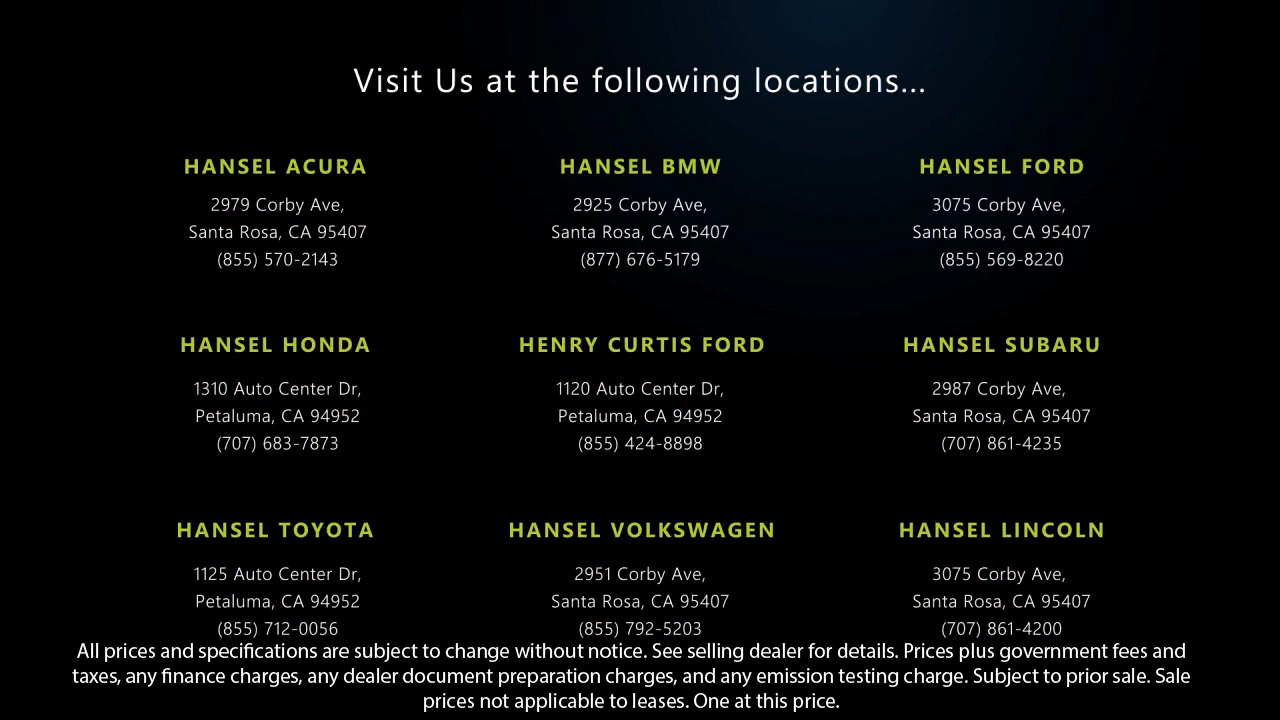 Visit Us at the following locations...
HANSEL ACURA
2979 Corby Ave,
Santa Rosa, CA 95407
(855) 570-2143
HANSEL BMW
2925 Corby Ave,
Santa Rosa, CA 95407
(877) 676-5179
HANSEL FORD
3075 Corby Ave,
Santa Rosa, CA 95407
(855) 569-8220
HANSEL HONDA
1310 Auto Center Dr,
Petaluma, CA 94952
(707) 683-7873
HENRY CURTIS FORD
1120 Auto Center Dr,
Petaluma, CA 94952
(855) 424-8898
HANSEL SUBARU
2987 Corby Ave,
Santa Rosa, CA 95407
(707) 861-4235
HANSEL TOYOTA
1125 Auto Center Dr,
Petaluma, CA 94952
(855) 712-0056
HANSEL VOLKSWAGEN
2951 Corby Ave,
Santa Rosa, CA 95407
(855) 792-5203
HANSEL LINCOLN
3075 Corby Ave,
Santa Rosa, CA 95407
(707) 861-4200
All prices and specifications are subject to change without notice. See selling dealer for details. Prices plus government fees and
taxes, any finance charges, any dealer document preparation charges, and any emission testing charge. Subject to prior sale. Sale
prices not applicable to leases. One at this price.